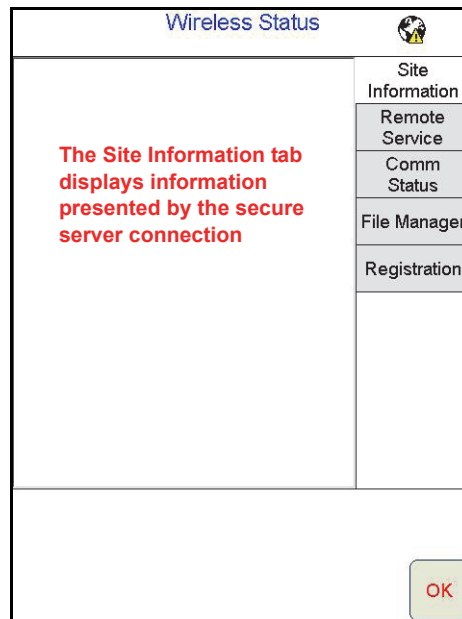 Wireless Status
Site
Information
Remote
Service
Comm
Status
File Manager
Registration
The Site Information tab
displays information
presented by the secure
server connection
OK